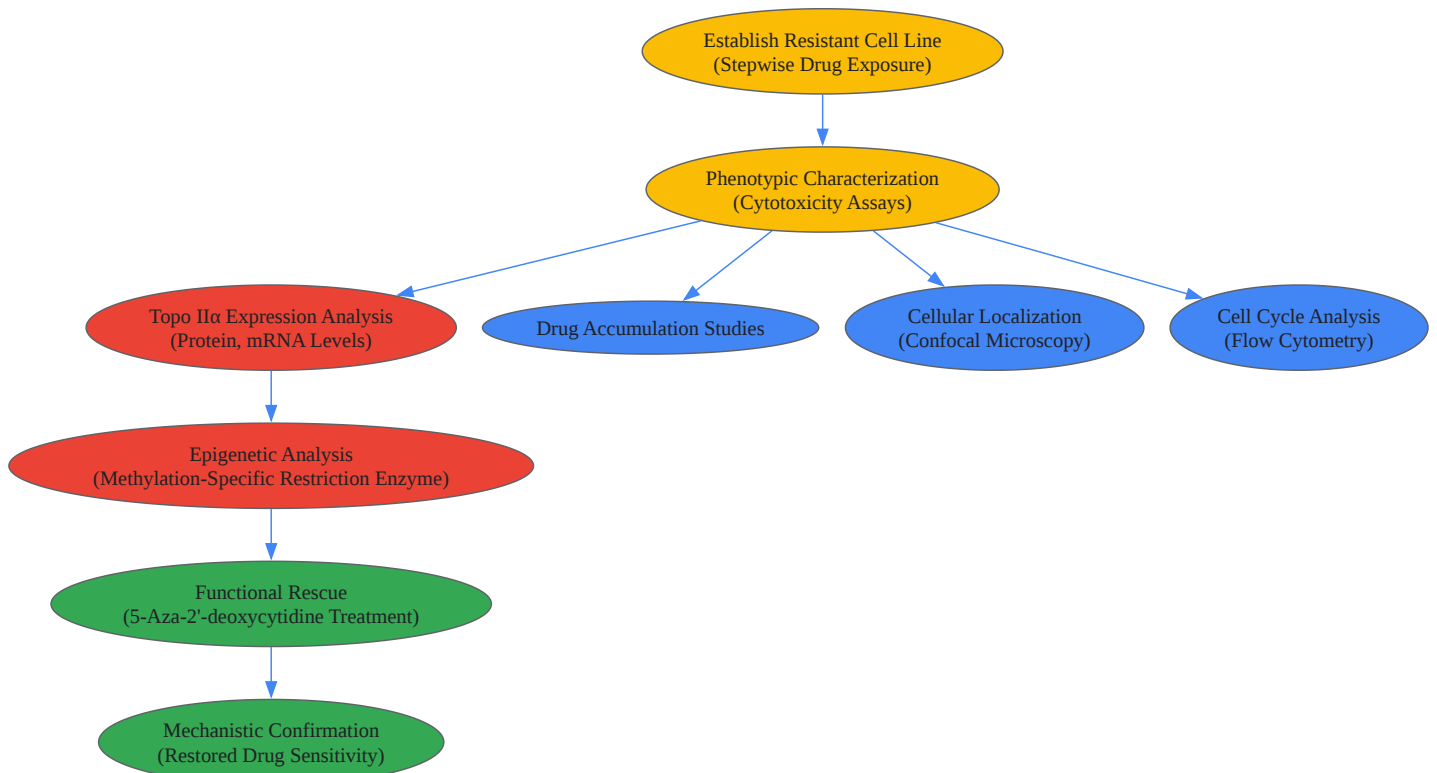 Establish Resistant Cell Line
(Stepwise Drug Exposure)
Phenotypic Characterization
(Cytotoxicity Assays)
Topo IIα Expression Analysis
(Protein, mRNA Levels)
Drug Accumulation Studies
Cellular Localization
(Confocal Microscopy)
Cell Cycle Analysis
(Flow Cytometry)
Epigenetic Analysis
(Methylation-Specific Restriction Enzyme)
Functional Rescue
(5-Aza-2'-deoxycytidine Treatment)
Mechanistic Confirmation
(Restored Drug Sensitivity)